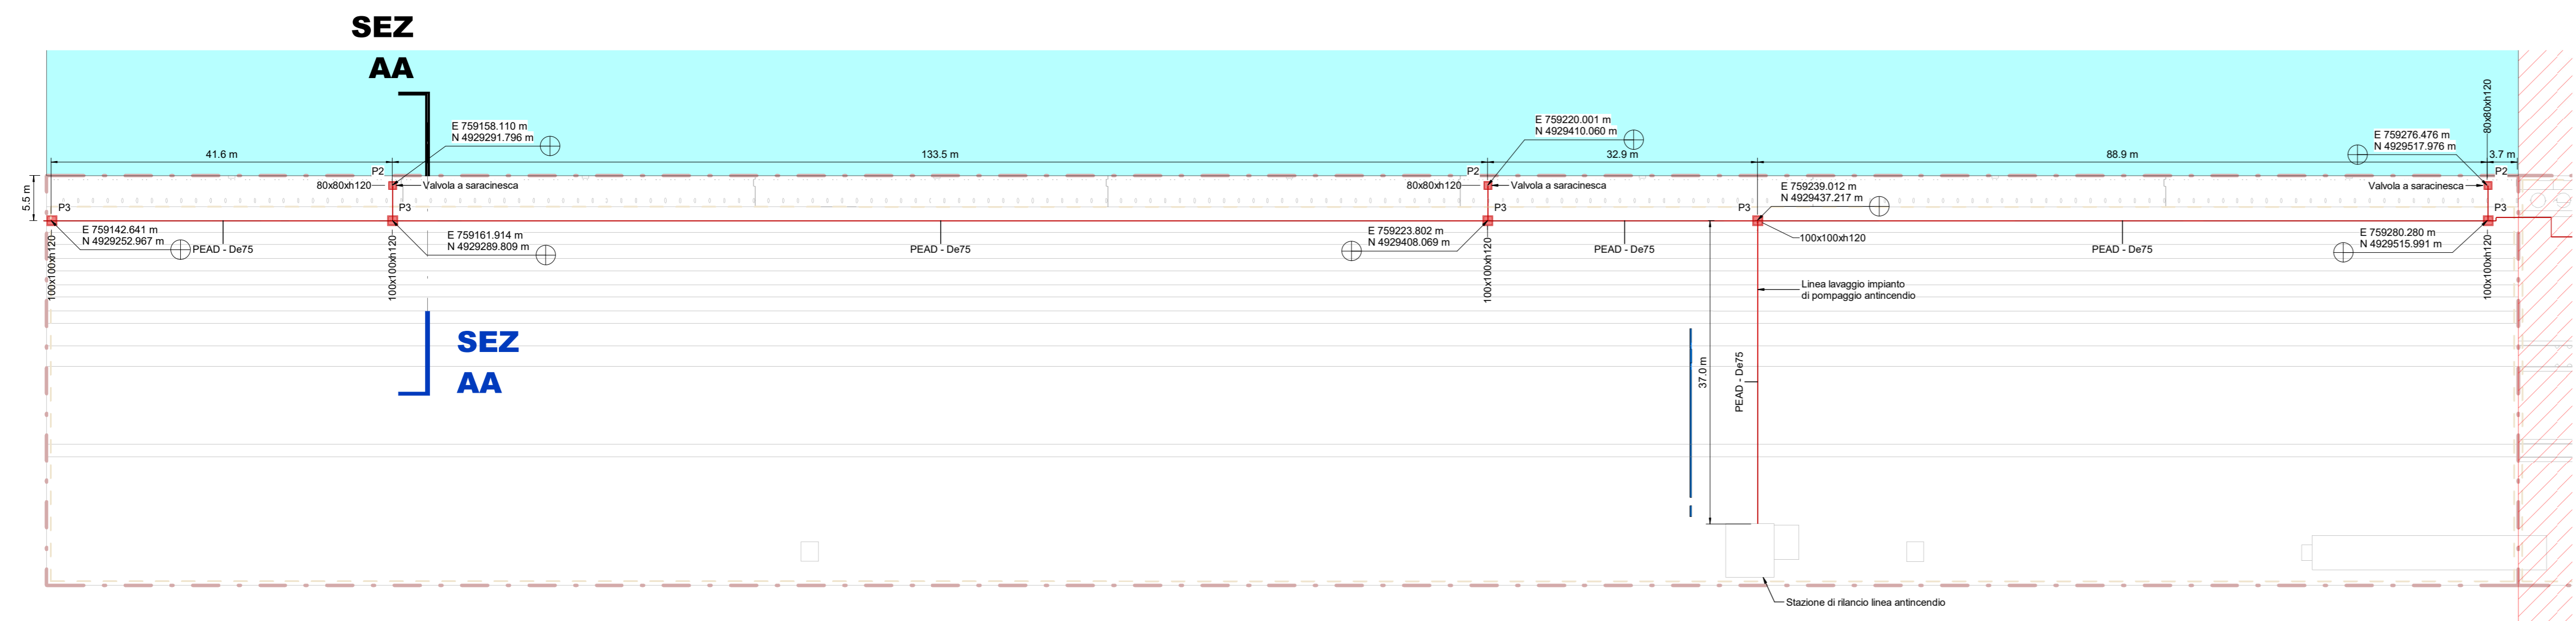 SEZ
AA
E 759158.110 m
N 4929291.796 m
E 759220.001 m
N 4929410.060 m
80x80xh120
E 759276.476 m
N 4929517.976 m
41.6 m
133.5 m
32.9 m
88.9 m
3.7 m
P2
80x80xh120
Valvola a saracinesca
P2
80x80xh120
Valvola a saracinesca
P2
Valvola a saracinesca
5.5 m
P3
P3
P3
P3
P3
E 759239.012 m
N 4929437.217 m
E 759142.641 m
N 4929252.967 m
E 759161.914 m
N 4929289.809 m
E 759223.802 m
N 4929408.069 m
E 759280.280 m
N 4929515.991 m
100x100xh120
100x100xh120
100x100xh120
100x100xh120
100x100xh120
PEAD - De75
PEAD - De75
PEAD - De75
PEAD - De75
Linea lavaggio impianto
di pompaggio antincendio
SEZ
AA
37.0 m
PEAD - De75
Stazione di rilancio linea antincendio